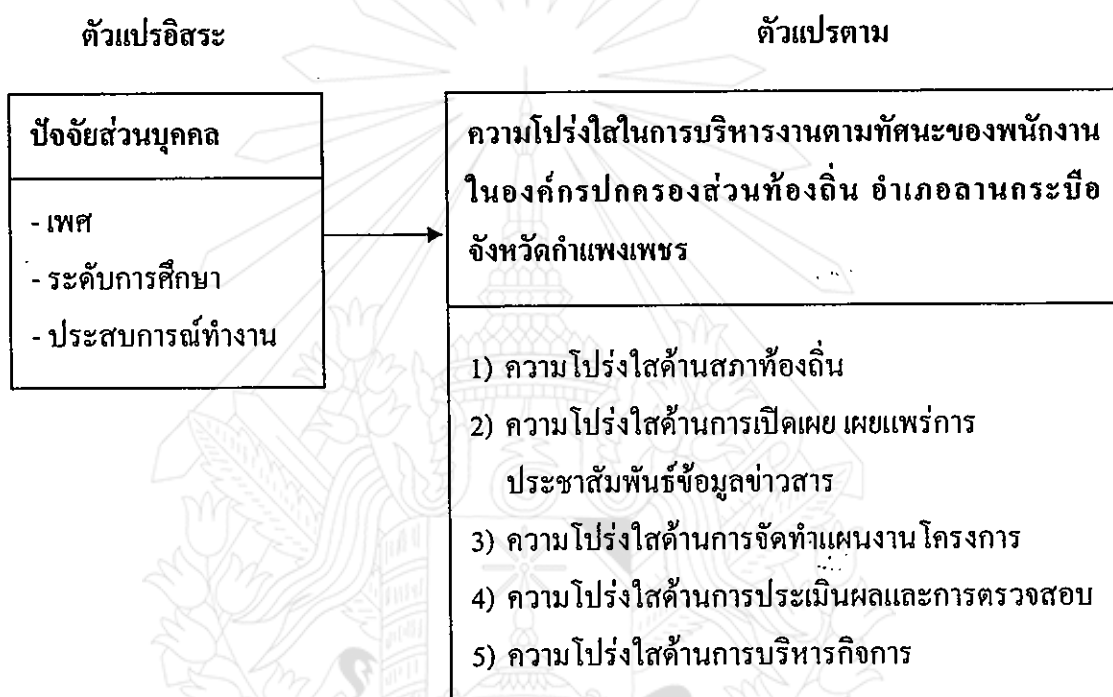 ตัวแปรอิสระ
ตัวแปรตาม
ปัจจัยส่วนบุคคล
- เพศ
- ระดับการศึกษา
- ประสบการณ์ทำงาน
ความโปร่งใสในการบริหารงานตามทัศนะของพนักงาน
ในองค์กรปกครองส่วนท้องถิ่น อำเภอลานกระบือ
จังหวัดกำแพงเพชร
1) ความโปร่งใสด้านสภาท้องถิ่น
2) ความโปร่งใสด้านการเปิดเผย เผยแพร่การ
ประชาสัมพันธ์ข้อมูลข่าวสาร
3) ความโปร่งใสด้านการจัดทำแผนงานโครงการ
4) ความโปร่งใสด้านการประเมินผลและการตรวจสอบ
5) ความโปร่งใสด้านการบริหารกิจการ